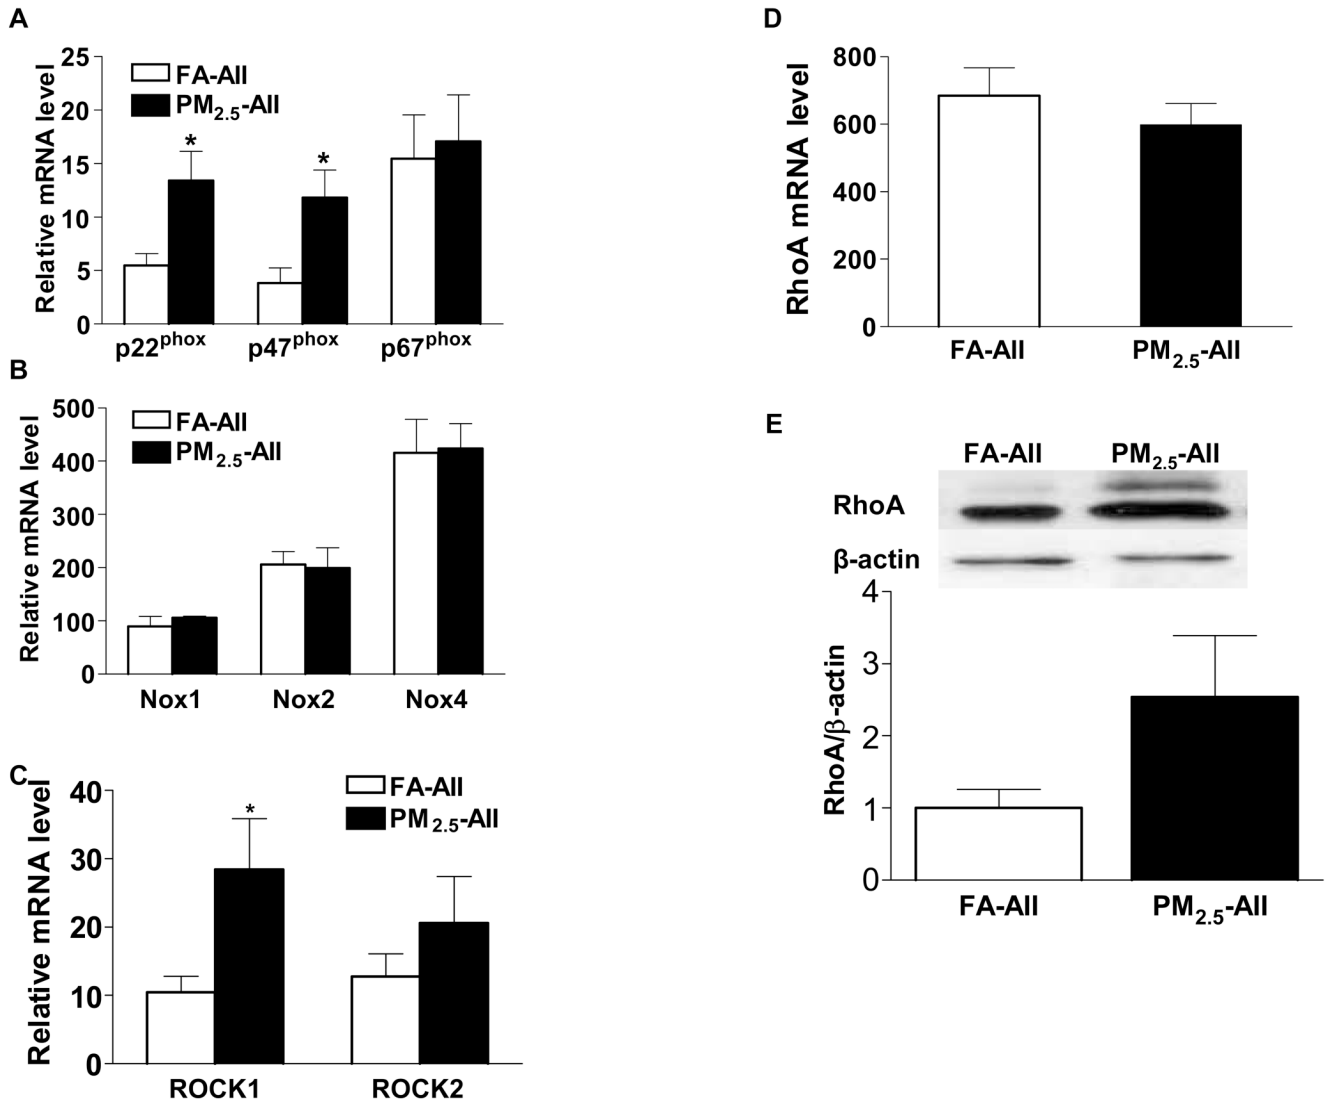 A
Relative mRNA level
25
20
15
10
5
0
FA-AII
PM2.5-AII
*
*
p22phox
p47phox
p67phox
B
Relative mRNA level
500
400
300
200
100
0
FA-AII
PM2.5-AII
Nox1
Nox2
Nox4
C
Relative mRNA level
40
30
20
10
0
FA-AII
PM2.5-AII
*
ROCK1
ROCK2
D
RhoA mRNA level
800
600
400
200
0
FA-AII
PM2.5-AII
E
FA-AII
PM2.5-AII
RhoA
β-actin
RhoA/β-actin
4
3
2
1
0
FA-AII
PM2.5-AII